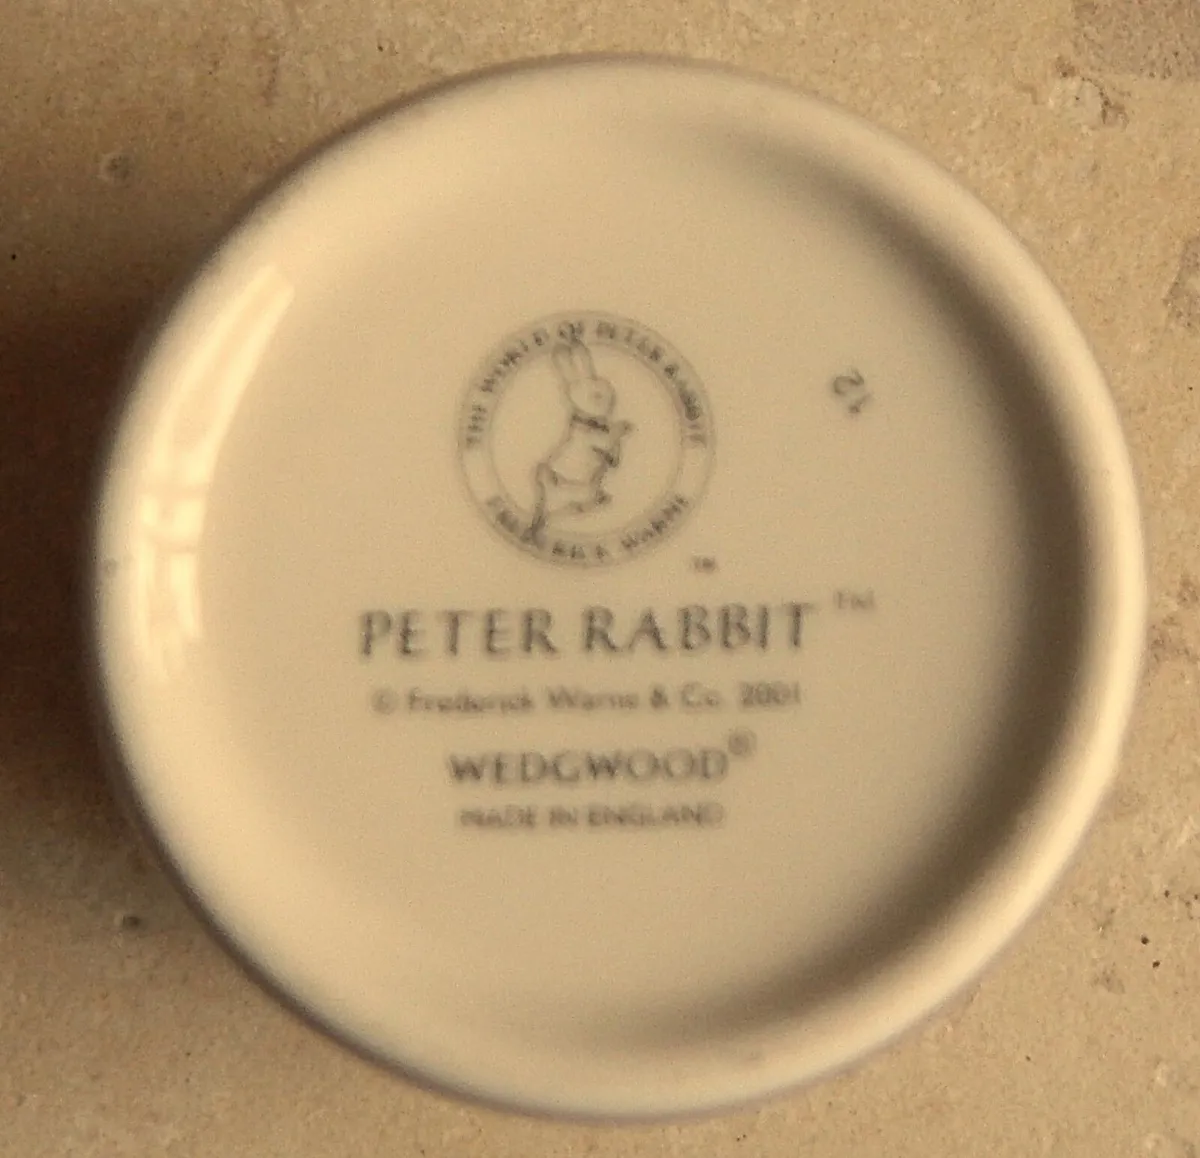 THE WORLD OF PETER RABBIT
FREDERICK WARNE
12
TM
PETER RABBIT TM
© Frederick Warne & Co. 2001
WEDGWOOD®
MADE IN ENGLAND